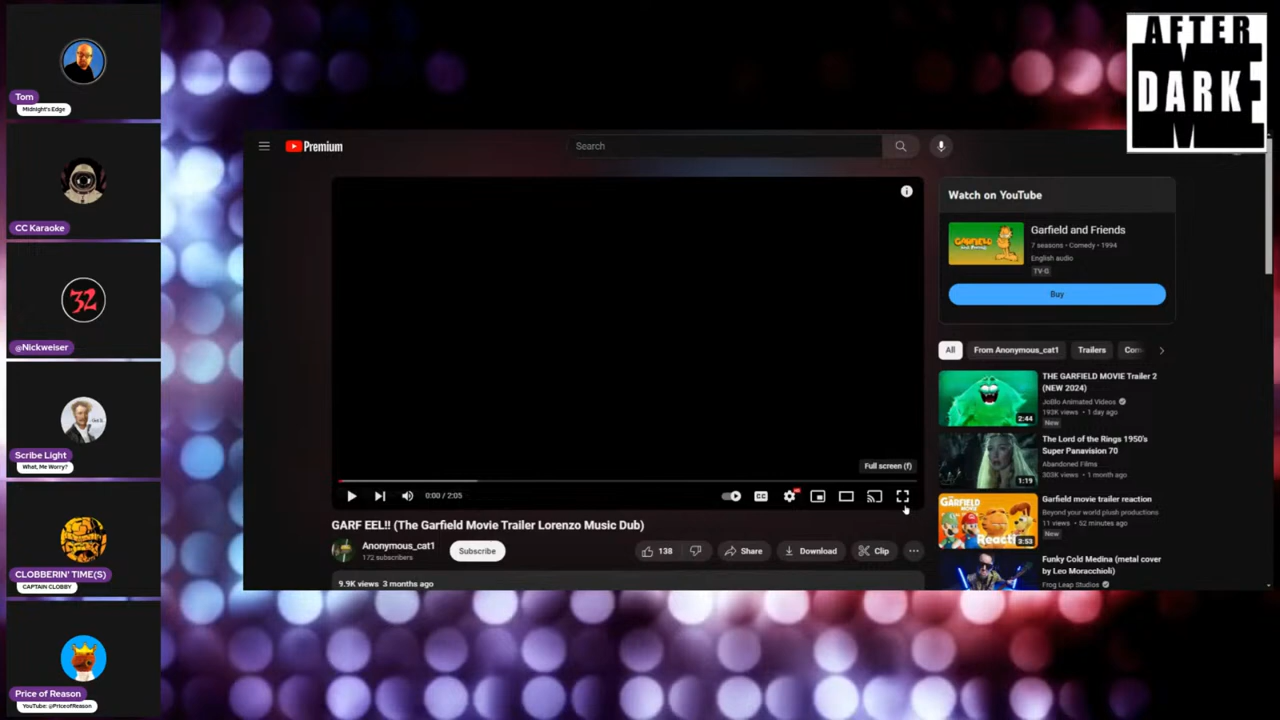 Tom
Midnight's Edge
CC Karaoke
32
@Nickweiser
Scribe Light
What, Me Worry?
CLOBBERIN' TIME(S)
CAPTAIN CLOBBY
Price of Reason
YouTube: @PriceofReason
AFTER
ME
DARK
Premium
Search
Full screen (f)
0:00 / 2:05
CC
GARF EEL!! (The Garfield Movie Trailer Lorenzo Music Dub)
Anonymous_cat1
172 subscribers
Subscribe
138
Share
Download
Clip
9.9K views 3 months ago
Watch on YouTube
GARFIELD
Garfield and Friends
7 seasons • Comedy • 1994
English audio
TV-G
Buy
All
From Anonymous_cat1
Trailers
Com
2:44
THE GARFIELD MOVIE Trailer 2
(NEW 2024)
JoBlo Animated Videos
193K views • 1 day ago
New
1:19
The Lord of the Rings 1950's
Super Panavision 70
Abandoned Films
303K views • 1 month ago
GARFIELD
React
3:53
Garfield movie trailer reaction
Beyond your world plush productions
11 views • 52 minutes ago
New
Funky Cold Medina (metal cover
by Leo Moracchioli)
Frog Leap Studios